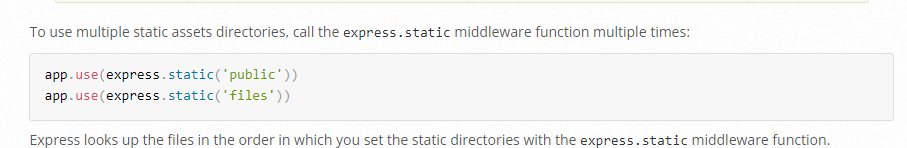 To use multiple static assets directories, call the express.static middleware function multiple times:
app.use(express.static('public'))
app.use(express.static('files'))
Express looks up the files in the order in which you set the static directories with the express.static middleware function.